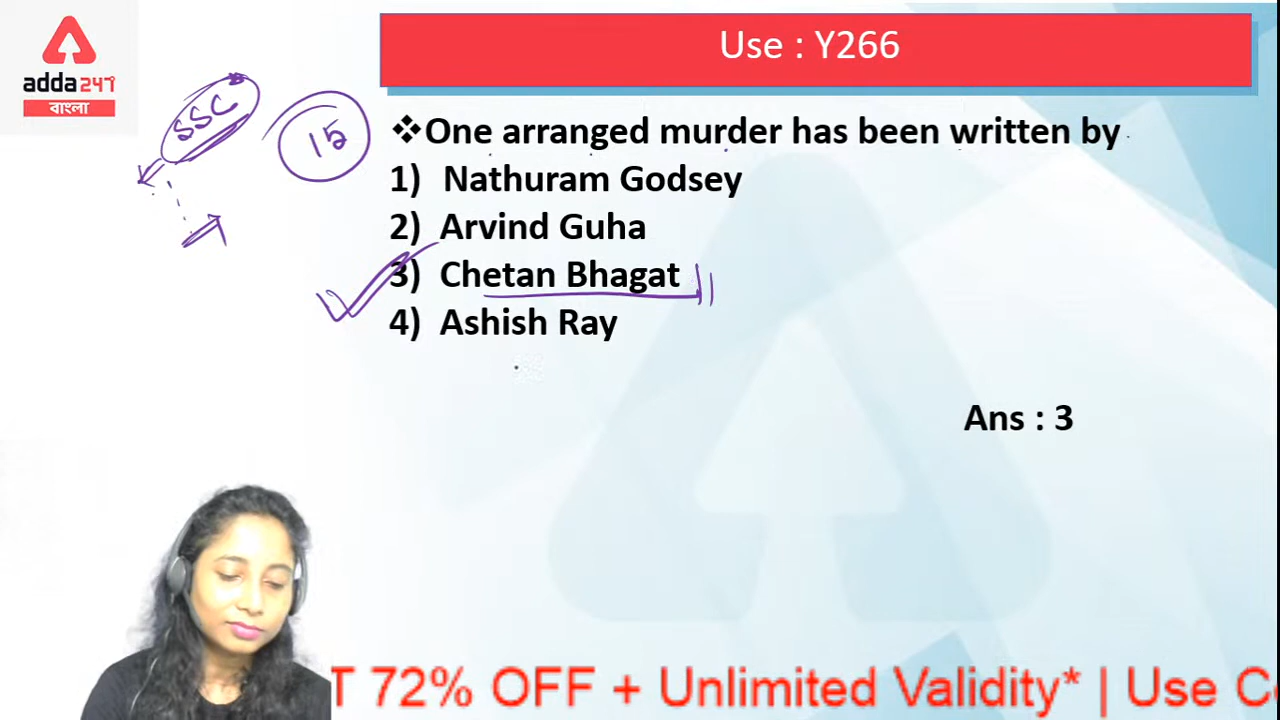 adda247
বাংলা
Use : Y266
SSC
15
❖One arranged murder has been written by
1) Nathuram Godsey
2) Arvind Guha
3) Chetan Bhagat
4) Ashish Ray
Ans : 3
T 72% OFF + Unlimited Validity* | Use Co